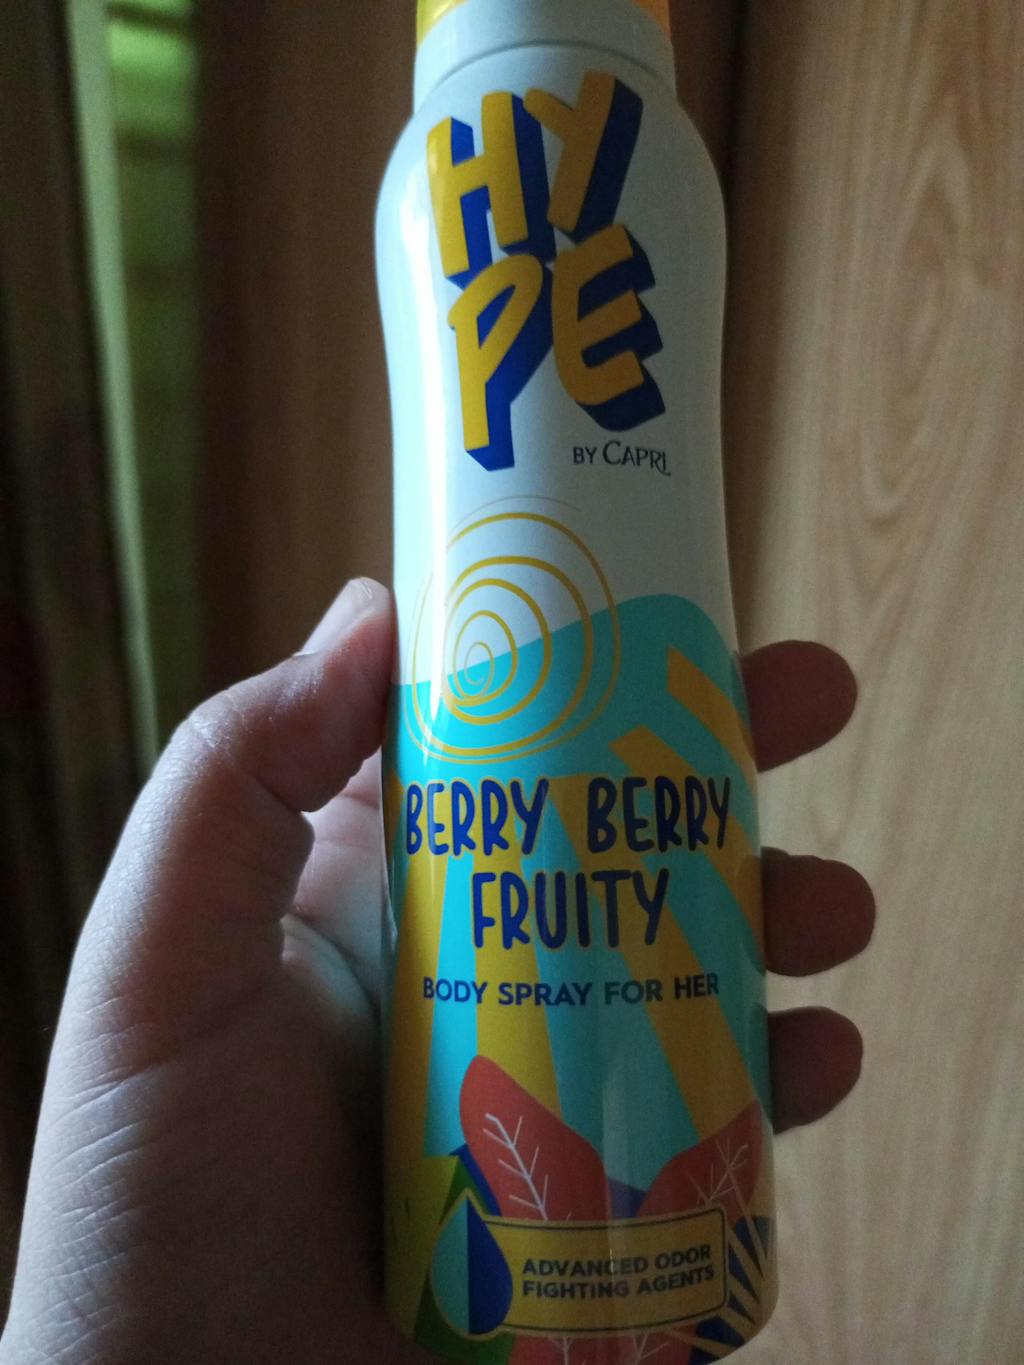 HY
PE
BY CAPRI
BERRY BERRY
FRUITY
BODY SPRAY FOR HER
ADVANCED ODOR
FIGHTING AGENTS